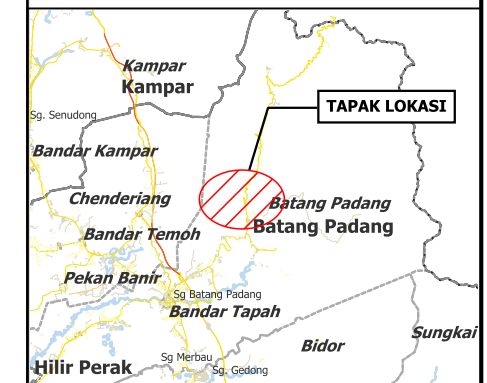 Kampar
Kampar
TAPAK LOKASI
Sg. Senudong
Bandar Kampar
Chenderiang
Batang Padang
Batang Padang
Bandar Temoh
Pekan Banir
Sg Batang Padang
Bandar Tapah
Sungkai
Bidor
Sg Merbau
Hilir Perak
Sg. Gedong